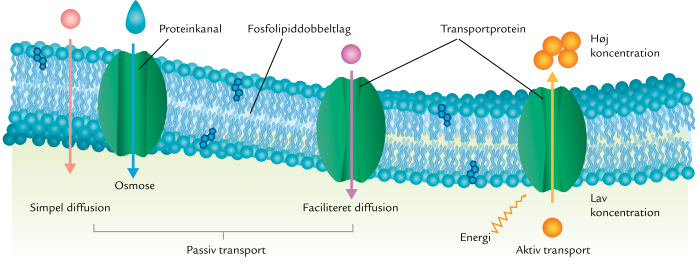 Proteinkanal
Fosfolipiddobbeltlag
Transportprotein
Høj
koncentration
Osmose
Simpel diffusion
Faciliteret diffusion
Lav
koncentration
Energi
Passiv transport
Aktiv transport